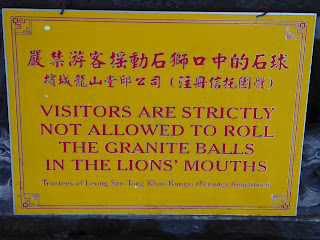 嚴禁游客摇動石獅口中的石球
檳城龍山堂邱公司(注冊信托團體)
VISITORS ARE STRICTLY
NOT ALLOWED TO ROLL
THE GRANITE BALLS
IN THE LIONS' MOUTHS
Trustees of Leong San Tong Khoo Kongsi (Penang) Registered